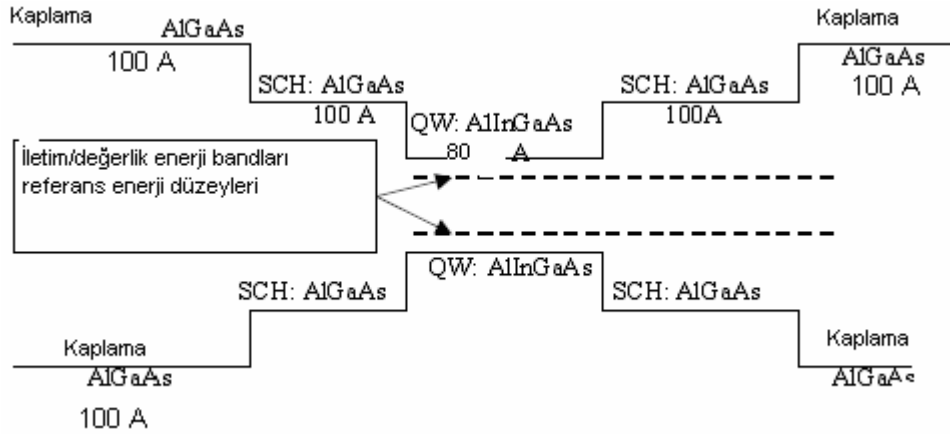 Kaplama
AlGaAs
100 A
SCH: AlGaAs
100 A
QW: AlInGaAs
80 A
SCH: AlGaAs
100A
Kaplama
AlGaAs
100 A
İletim/değerlik enerji bandları
referans enerji düzeyleri
QW: AlInGaAs
SCH: AlGaAs
SCH: AlGaAs
Kaplama
AlGaAs
100 A
Kaplama
AlGaAs